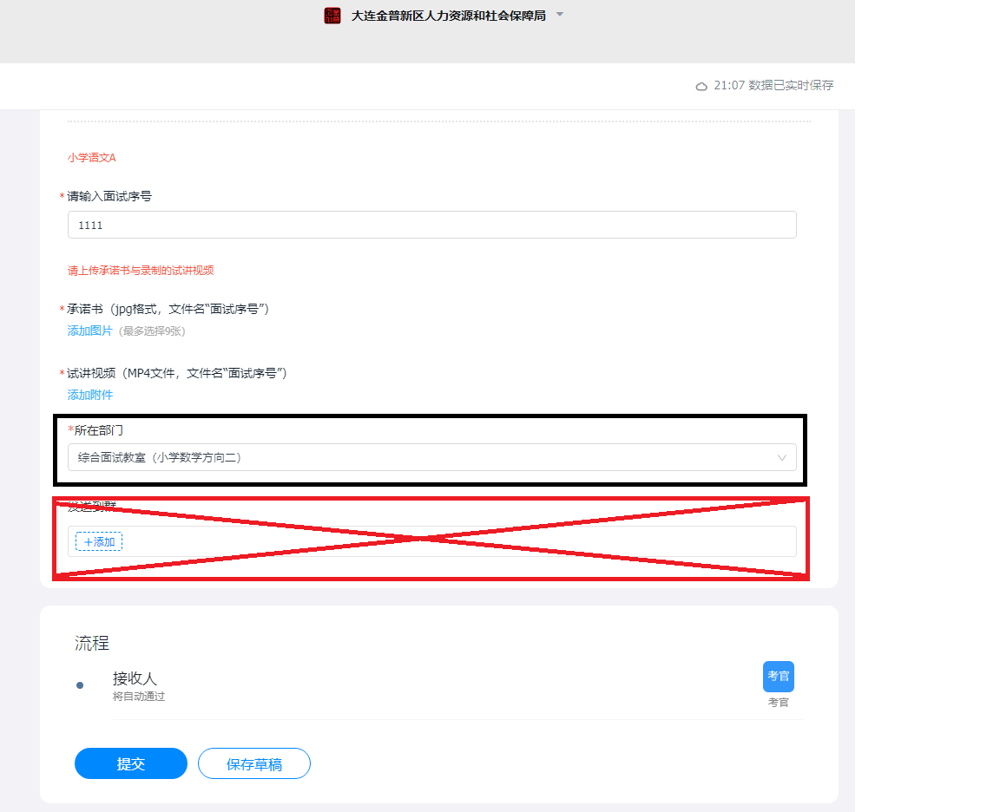 大连金普新区人力资源和社会保障局
21:07 数据已实时保存
小学语文A
*请输入面试序号
1111
请上传承诺书与录制的试讲视频
*承诺书（jpg格式，文件名“面试序号”）
添加图片 (最多选择9张)
*试讲视频（MP4文件，文件名“面试序号”）
添加附件
*所在部门
综合面试教室（小学数学方向二）
发送到群
+添加
流程
接收人
将自动通过
考官
考官
提交
保存草稿